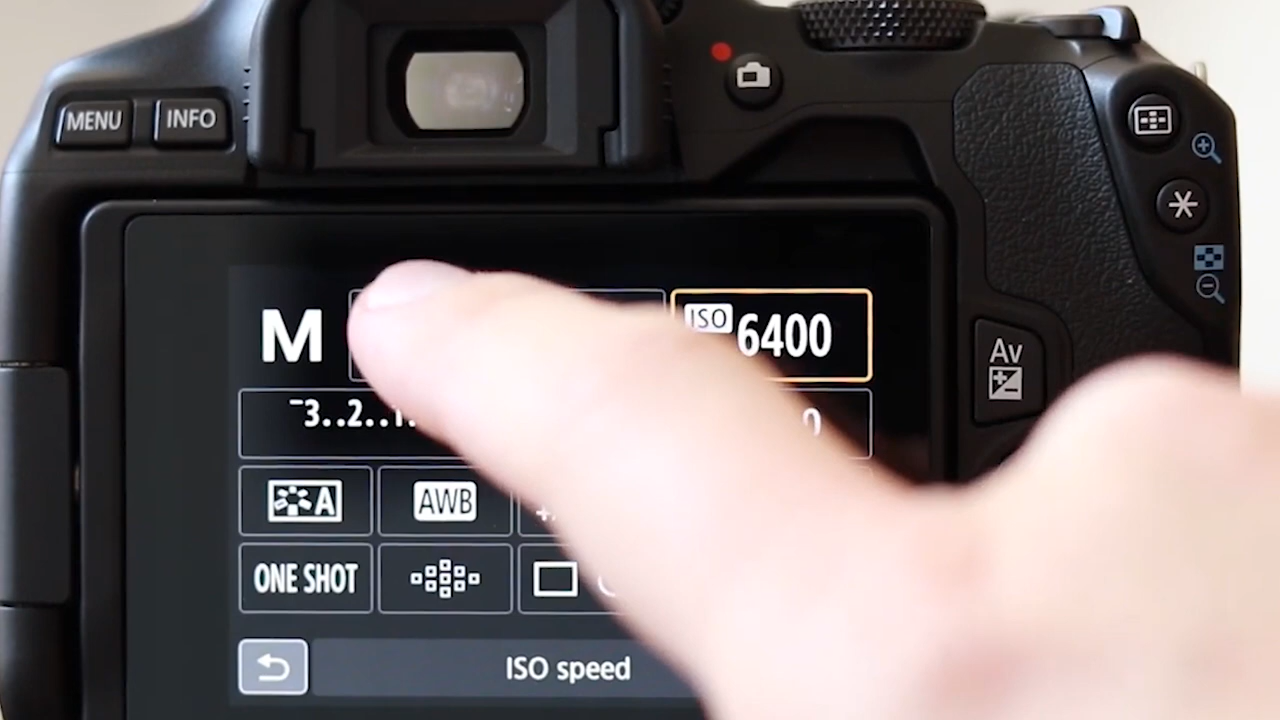 MENU INFO
M ISO 6400
Av
-3..2..1.
A AWB
ONE SHOT
ISO speed